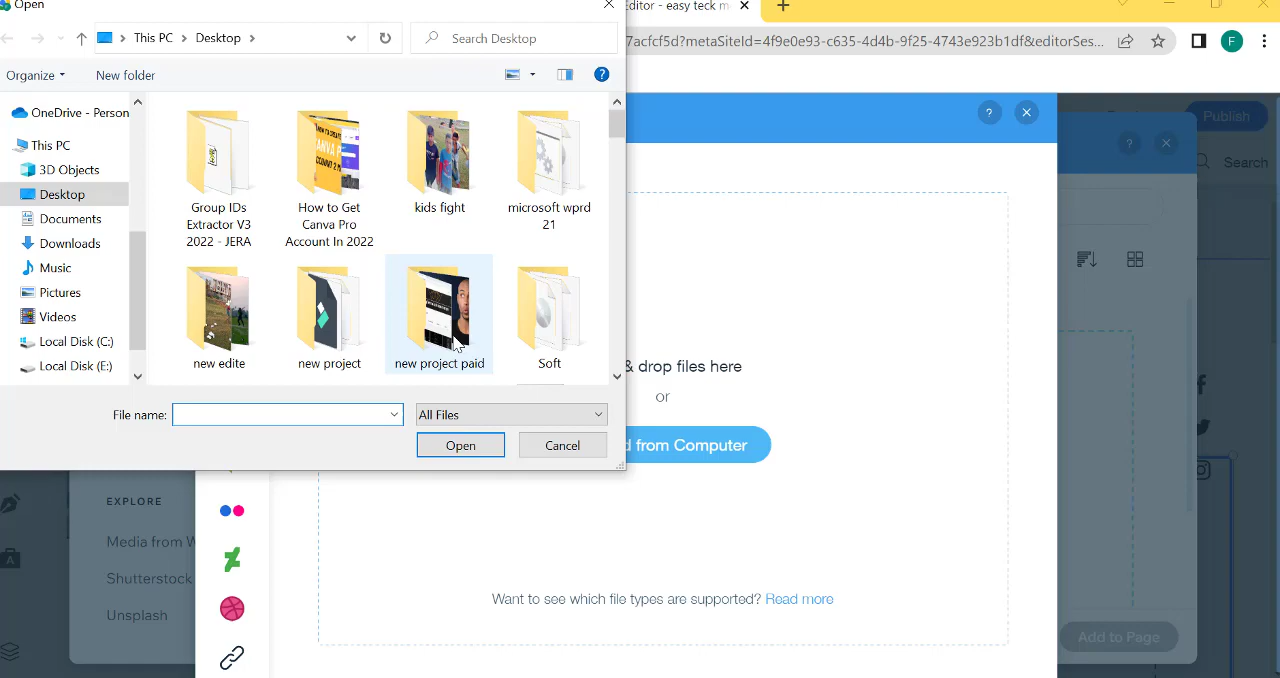 Open
ditor - easy teck m
This PC
Desktop
Search Desktop
7acfcf5d?metaSiteId=4f9e0e93-c635-4d4b-9f25-4743e923b1df&editorSes...
F
Organize
New folder
OneDrive - Person
This PC
3D Objects
Desktop
Documents
Downloads
Music
Pictures
Videos
Local Disk (C:)
Local Disk (E:)
Group IDs
Extractor V3
2022 - JERA
How to Get
Canva Pro
Account In 2022
kids fight
microsoft wprd
21
new edite
new project
new project paid
Soft
File name:
All Files
Open
Cancel
Publish
Search
& drop files here
or
d from Computer
Want to see which file types are supported? Read more
EXPLORE
Media from W
Shutterstock
Unsplash
Add to Page